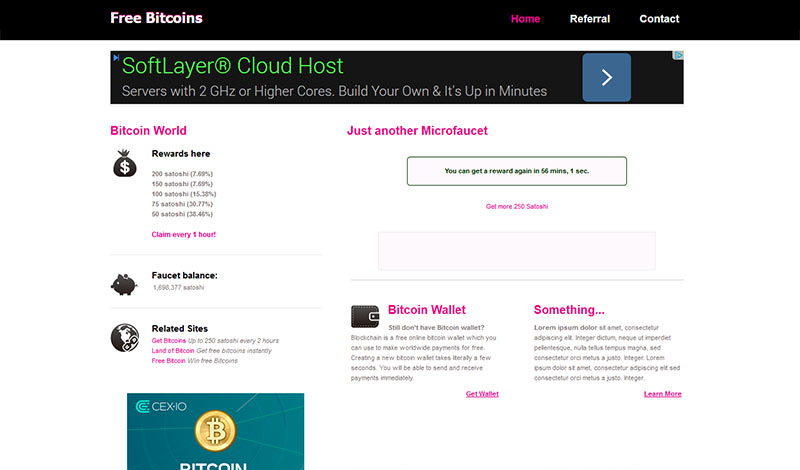 Free Bitcoins
Home
Referral
Contact
SoftLayer® Cloud Host
Servers with 2 GHz or Higher Cores. Build Your Own & It's Up in Minutes
Bitcoin World
Rewards here
200 satoshi (7.69%)
150 satoshi (7.69%)
100 satoshi (15.38%)
75 satoshi (30.77%)
50 satoshi (38.46%)
Claim every 1 hour!
Faucet balance:
1,698,377 satoshi
Related Sites
Get Bitcoins Up to 250 satoshi every 2 hours
Land of Bitcoin Get free bitcoins instantly
Free Bitcoin Win free Bitcoins
CEX.IO
BITCOIN
Just another Microfaucet
You can get a reward again in 56 mins, 1 sec.
Get more 250 Satoshi
Bitcoin Wallet
Still don't have Bitcoin wallet?
Blockchain is a free online bitcoin wallet which you
can use to make worldwide payments for free.
Creating a new bitcoin wallet takes literally a few
seconds. You will be able to send and receive
payments immediately.
Get Wallet
Something...
Lorem ipsum dolor sit amet, consectetur
adipiscing elit. Integer dictum, neque ut imperdiet
pellentesque, nulla tellus tempus magna, sed
consectetur orci metus a justo. Integer. Lorem
ipsum dolor sit amet, consectetur adipiscing elit sed
consectetur orci metus a justo. Integer.
Learn More